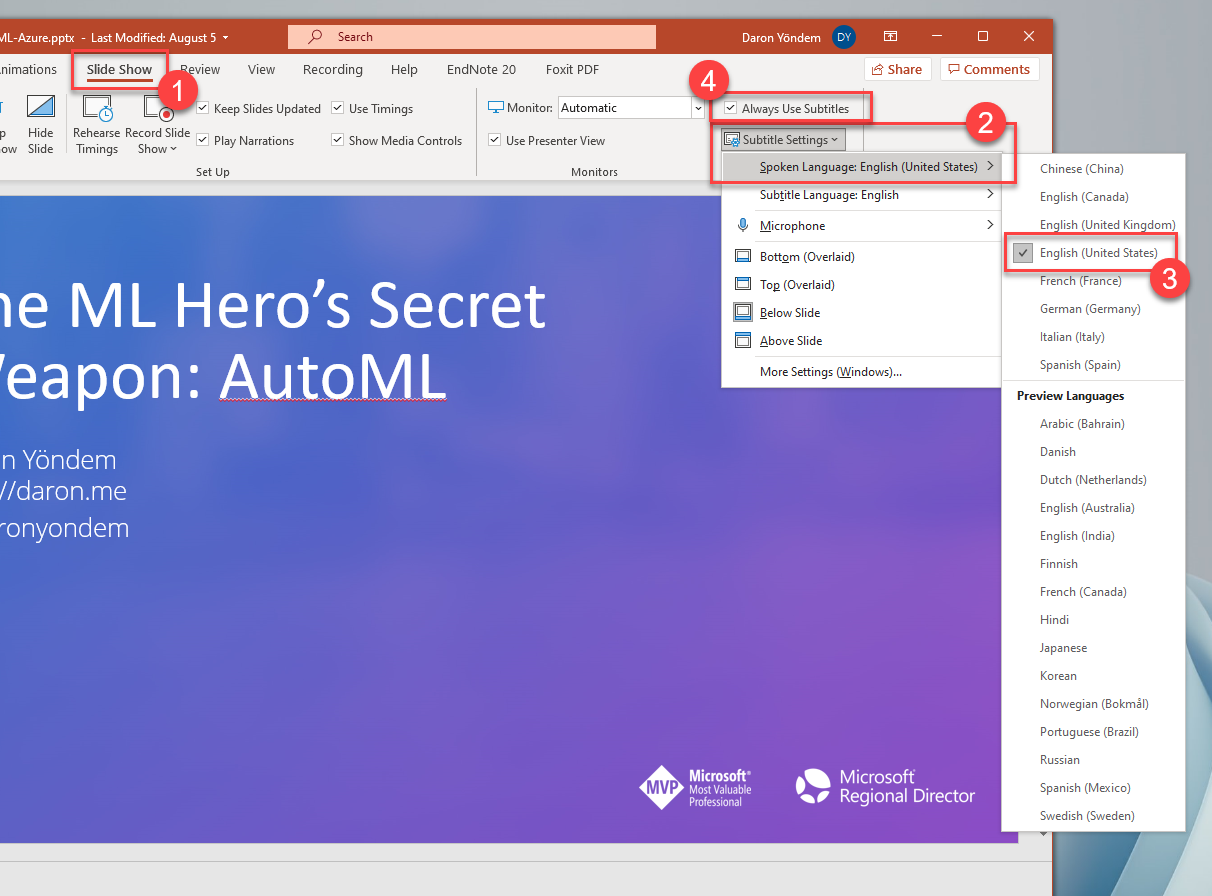 ML-Azure.pptx - Last Modified: August 5
Search
Daron Yöndem
DY
nimations
Slide Show
Review
View
Recording
Help
EndNote 20
Foxit PDF
Share
Comments
1
4
2
3
Hide
Slide
Rehearse
Timings
Record Slide
Show
Keep Slides Updated
Use Timings
Play Narrations
Show Media Controls
Set Up
Monitor:
Automatic
Use Presenter View
Monitors
Always Use Subtitles
Subtitle Settings
Spoken Language: English (United States)
Subtitle Language: English
Microphone
Bottom (Overlaid)
Top (Overlaid)
Below Slide
Above Slide
More Settings (Windows)...
Chinese (China)
English (Canada)
English (United Kingdom)
English (United States)
French (France)
German (Germany)
Italian (Italy)
Spanish (Spain)
Preview Languages
Arabic (Bahrain)
Danish
Dutch (Netherlands)
English (Australia)
English (India)
Finnish
French (Canada)
Hindi
Japanese
Korean
Norwegian (Bokmål)
Portuguese (Brazil)
Russian
Spanish (Mexico)
Swedish (Sweden)
he ML Hero's Secret
eapon: AutoML
n Yöndem
//daron.me
ronyondem
MVP
Microsoft®
Most Valuable
Professional
Microsoft®
Regional Director